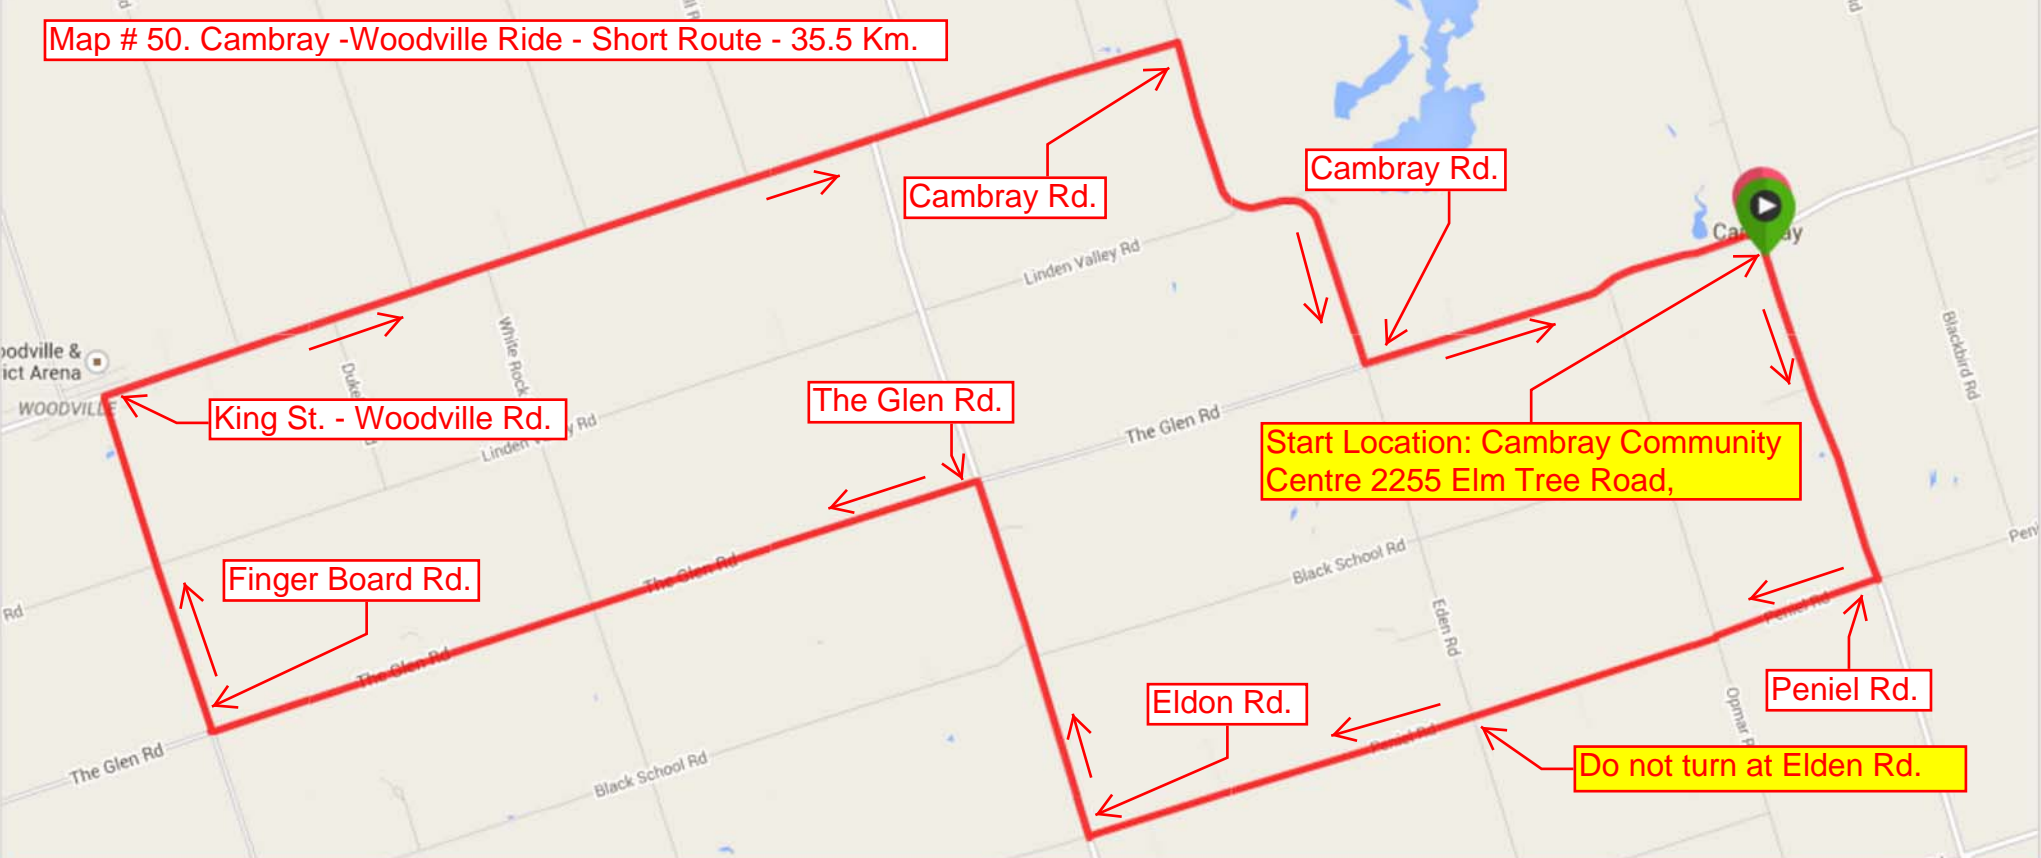 Map # 50. Cambray -Woodville Ride - Short Route - 35.5 Km.
Cambray Rd.
Cambray Rd.
Linden Valley Rd
White Rock
Blackbird Rd
Arena
WOODVILLE
King St. - Woodville Rd.
The Glen Rd.
The Glen Rd
Start Location: Cambray Community
Centre 2255 Elm Tree Road,
Finger Board Rd.
The Glen Rd
Black School Rd
Eden Rd
Rd
The Glen Rd
Peniel Rd
Peniel Rd.
Eldon Rd.
Peniel Rd
Do not turn at Elden Rd.
The Glen Rd
Black School Rd